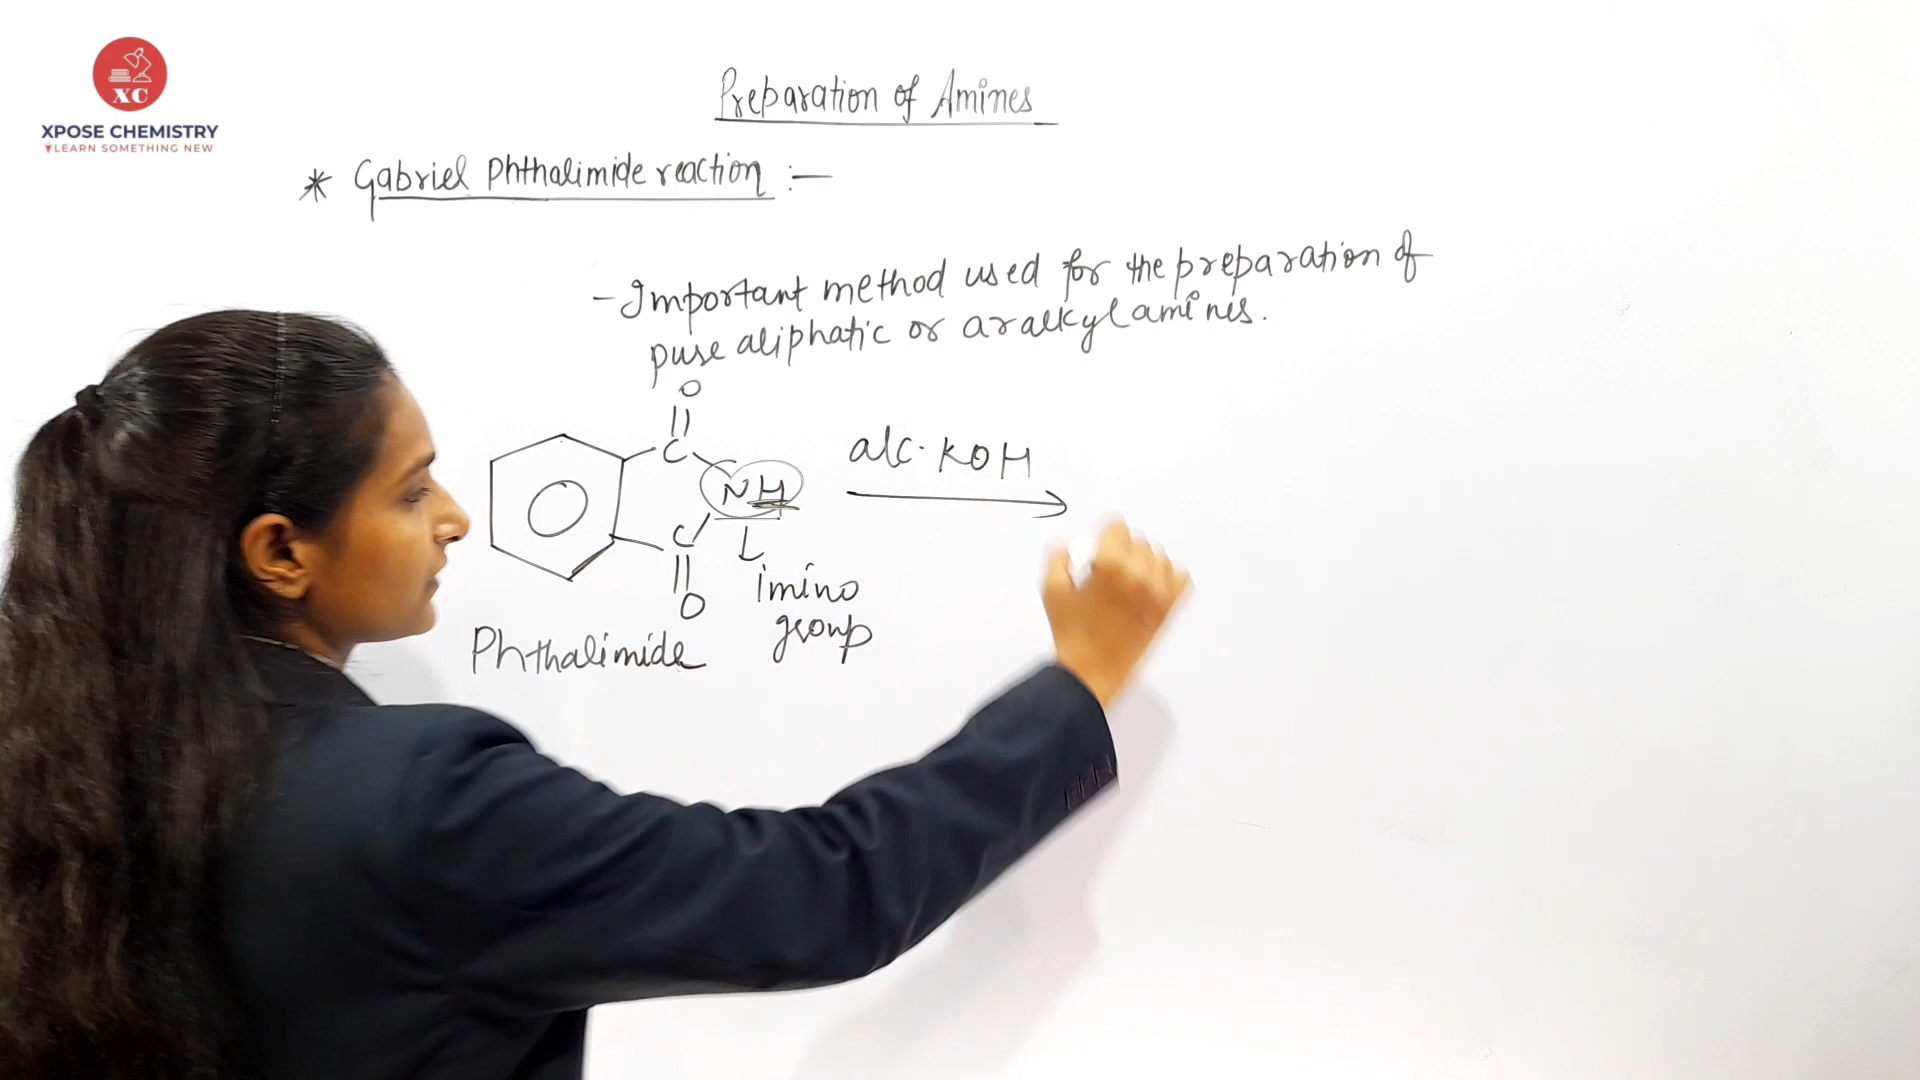 XC
XPOSE CHEMISTRY
LEARN SOMETHING NEW
Preparation of Amines
* Gabriel Phthalimide reaction :-
- Important method used for the preparation of
pure aliphatic or aralkyl amines.
O
||
C
NH
C
||
O
alc. KOH
imino
group
Phthalimide